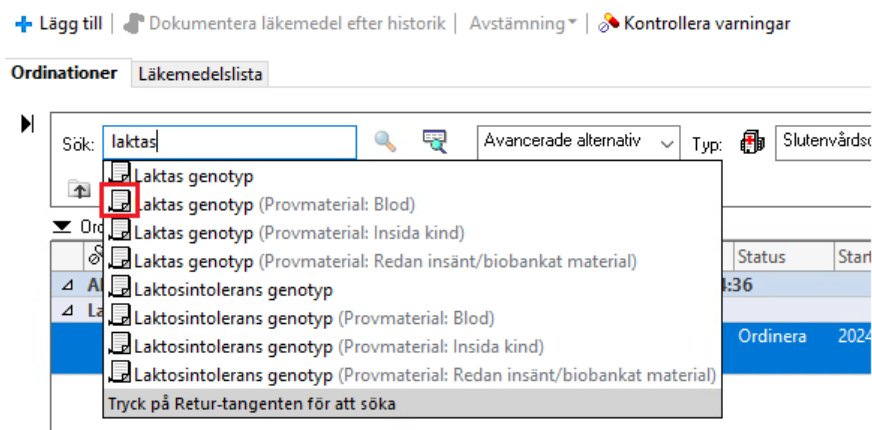 Lägg till | Dokumentera läkemedel efter historik | Avstämning | Kontrollera varningar
Ordinationer Läkemedelslista
Sök: laktas Avancerade alternativ Typ:
Laktas genotyp
Laktas genotyp (Provmaterial: Blod)
Laktas genotyp (Provmaterial: Insida kind)
Laktas genotyp (Provmaterial: Redan insänt/biobankat material)
Status
Laktosintolerans genotyp
Laktosintolerans genotyp (Provmaterial: Blod)
Ordinera 2024
Laktosintolerans genotyp (Provmaterial: Insida kind)
Laktosintolerans genotyp (Provmaterial: Redan insänt/biobankat material)
Tryck på Retur-tangenten för att söka